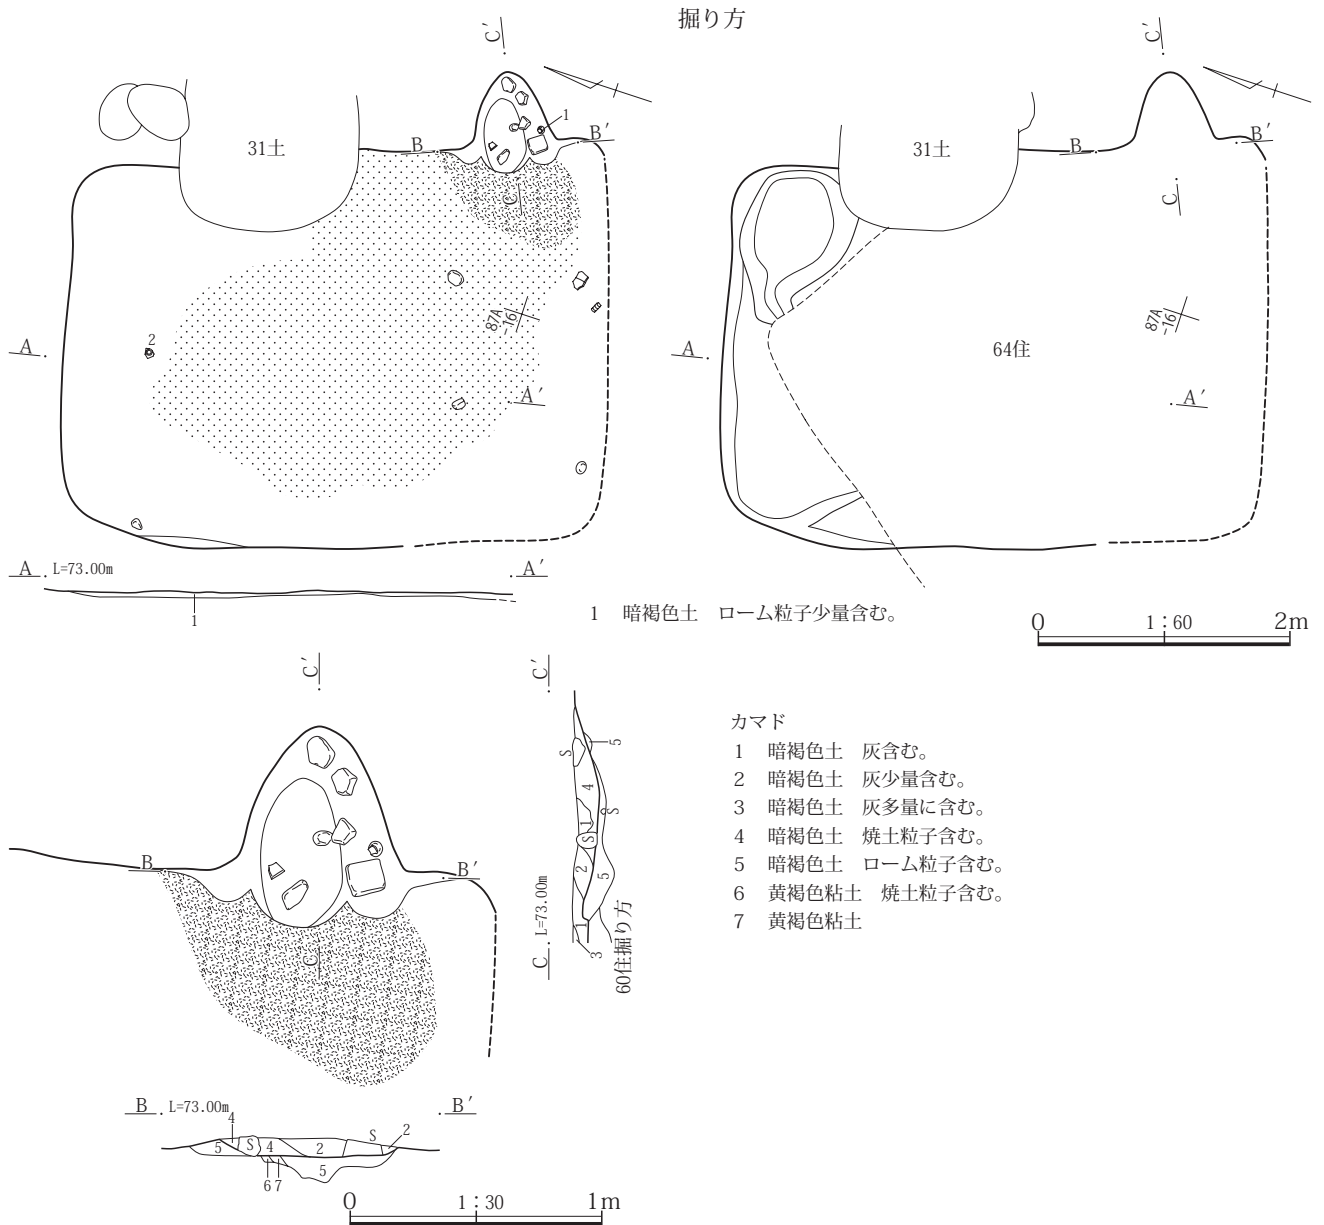 掘り方
C′
C′
1
B
B′
31土
C
87A
-16
2
A
A′
31土
B
B′
C
87A
-16
64住
A
A′
A L=73.00m A′
1
1 暗褐色土 ローム粒子少量含む。
0 1：60 2m
C′
B
B′
C
C′
5
S
4
S
1
S
2
5
1
3
C L=73.00m
60住掘り方
カマド
1 暗褐色土 灰含む。
2 暗褐色土 灰少量含む。
3 暗褐色土 灰多量に含む。
4 暗褐色土 焼土粒子含む。
5 暗褐色土 ローム粒子含む。
6 黄褐色粘土 焼土粒子含む。
7 黄褐色粘土
B L=73.00m B′
4
5 S 4 2 S 2
5
6 7
0 1：30 1m